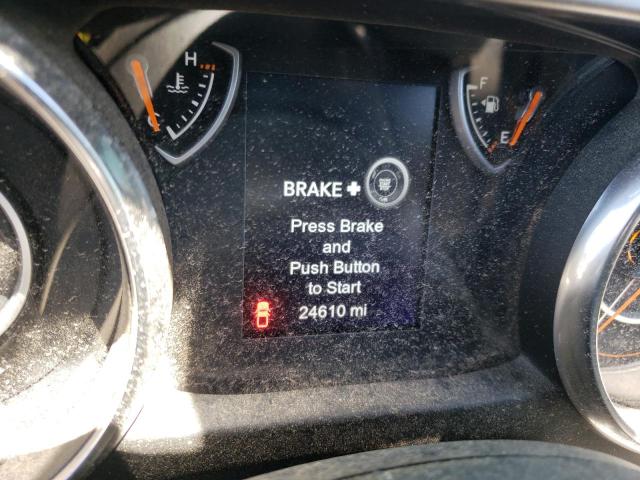 H
C
F
E
BRAKE +
Press Brake
and
Push Button
to Start
24610 mi